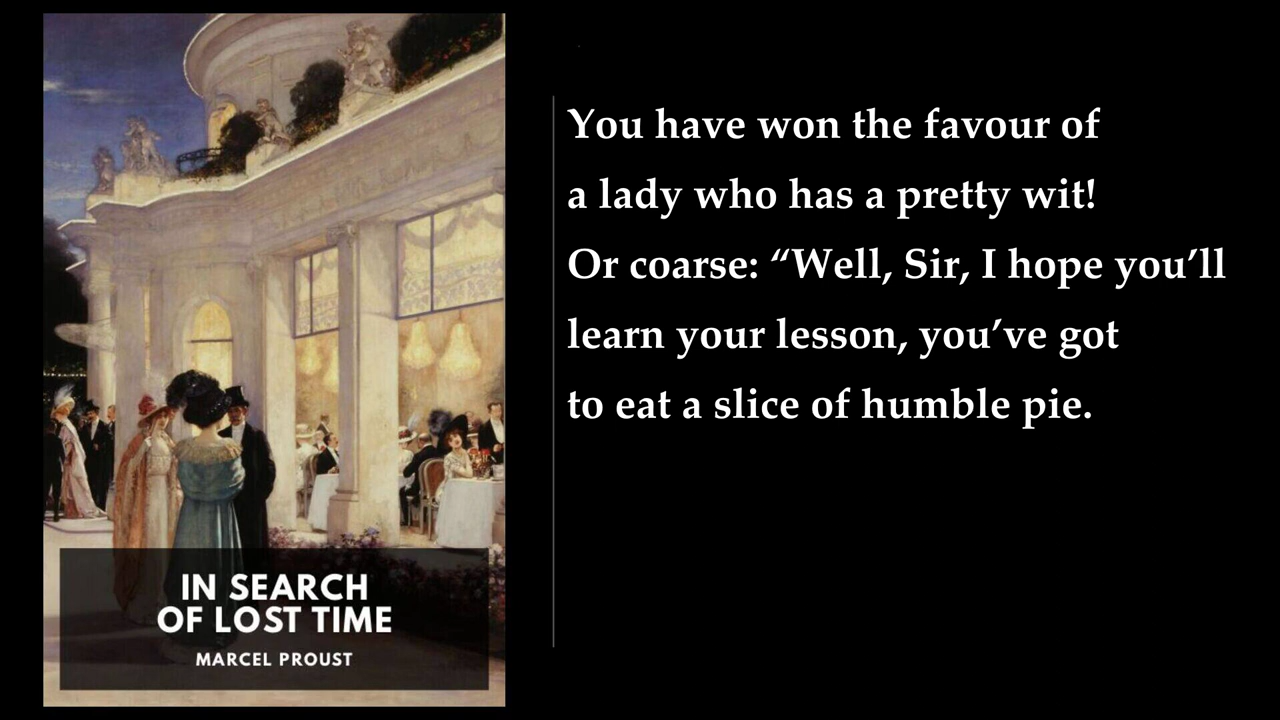 You have won the favour of
a lady who has a pretty wit!
Or coarse: “Well, Sir, I hope you’ll
learn your lesson, you’ve got
to eat a slice of humble pie.
IN SEARCH
OF LOST TIME
MARCEL PROUST